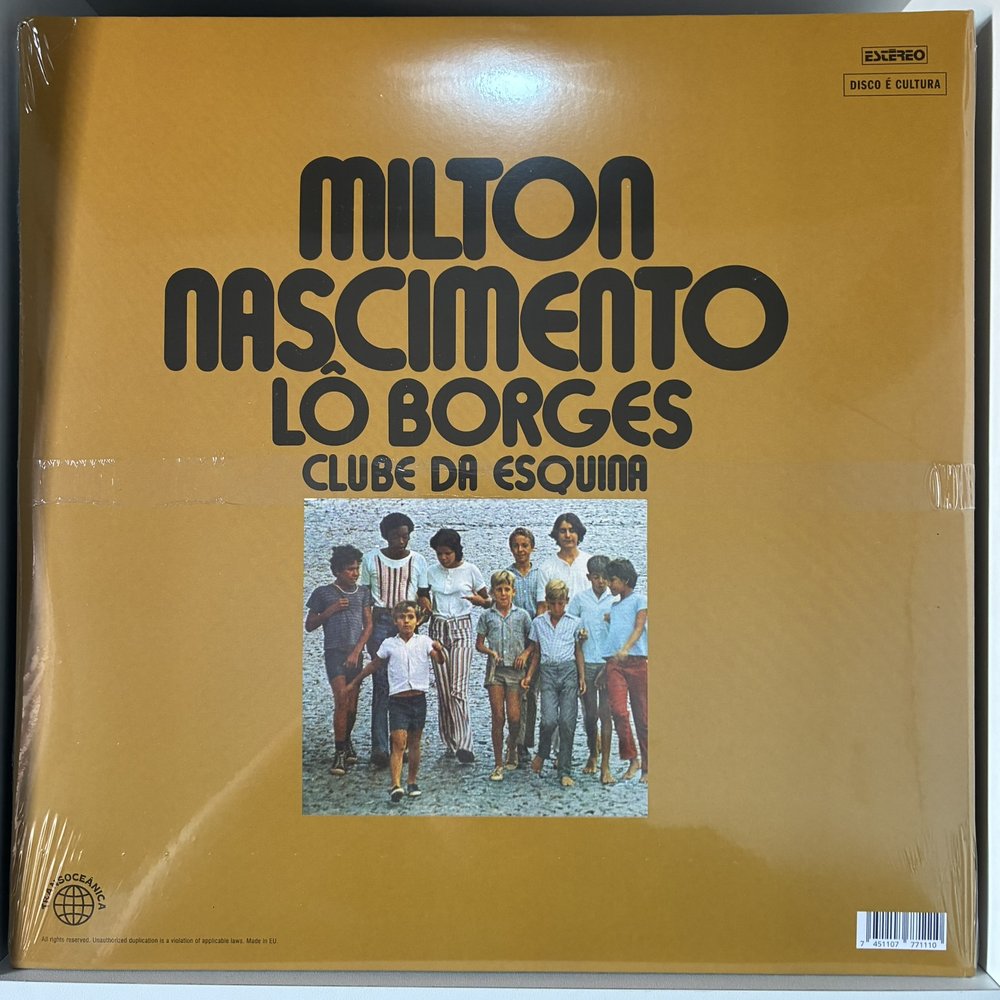 ESTÉREO
DISCO É CULTURA
MILTON
NASCIMENTO
LÔ BORGES
CLUBE DA ESQUINA
TRANSOCEÂNICA
All rights reserved. Unauthorized duplication is a violation of applicable laws. Made in EU.
7 451107 771110